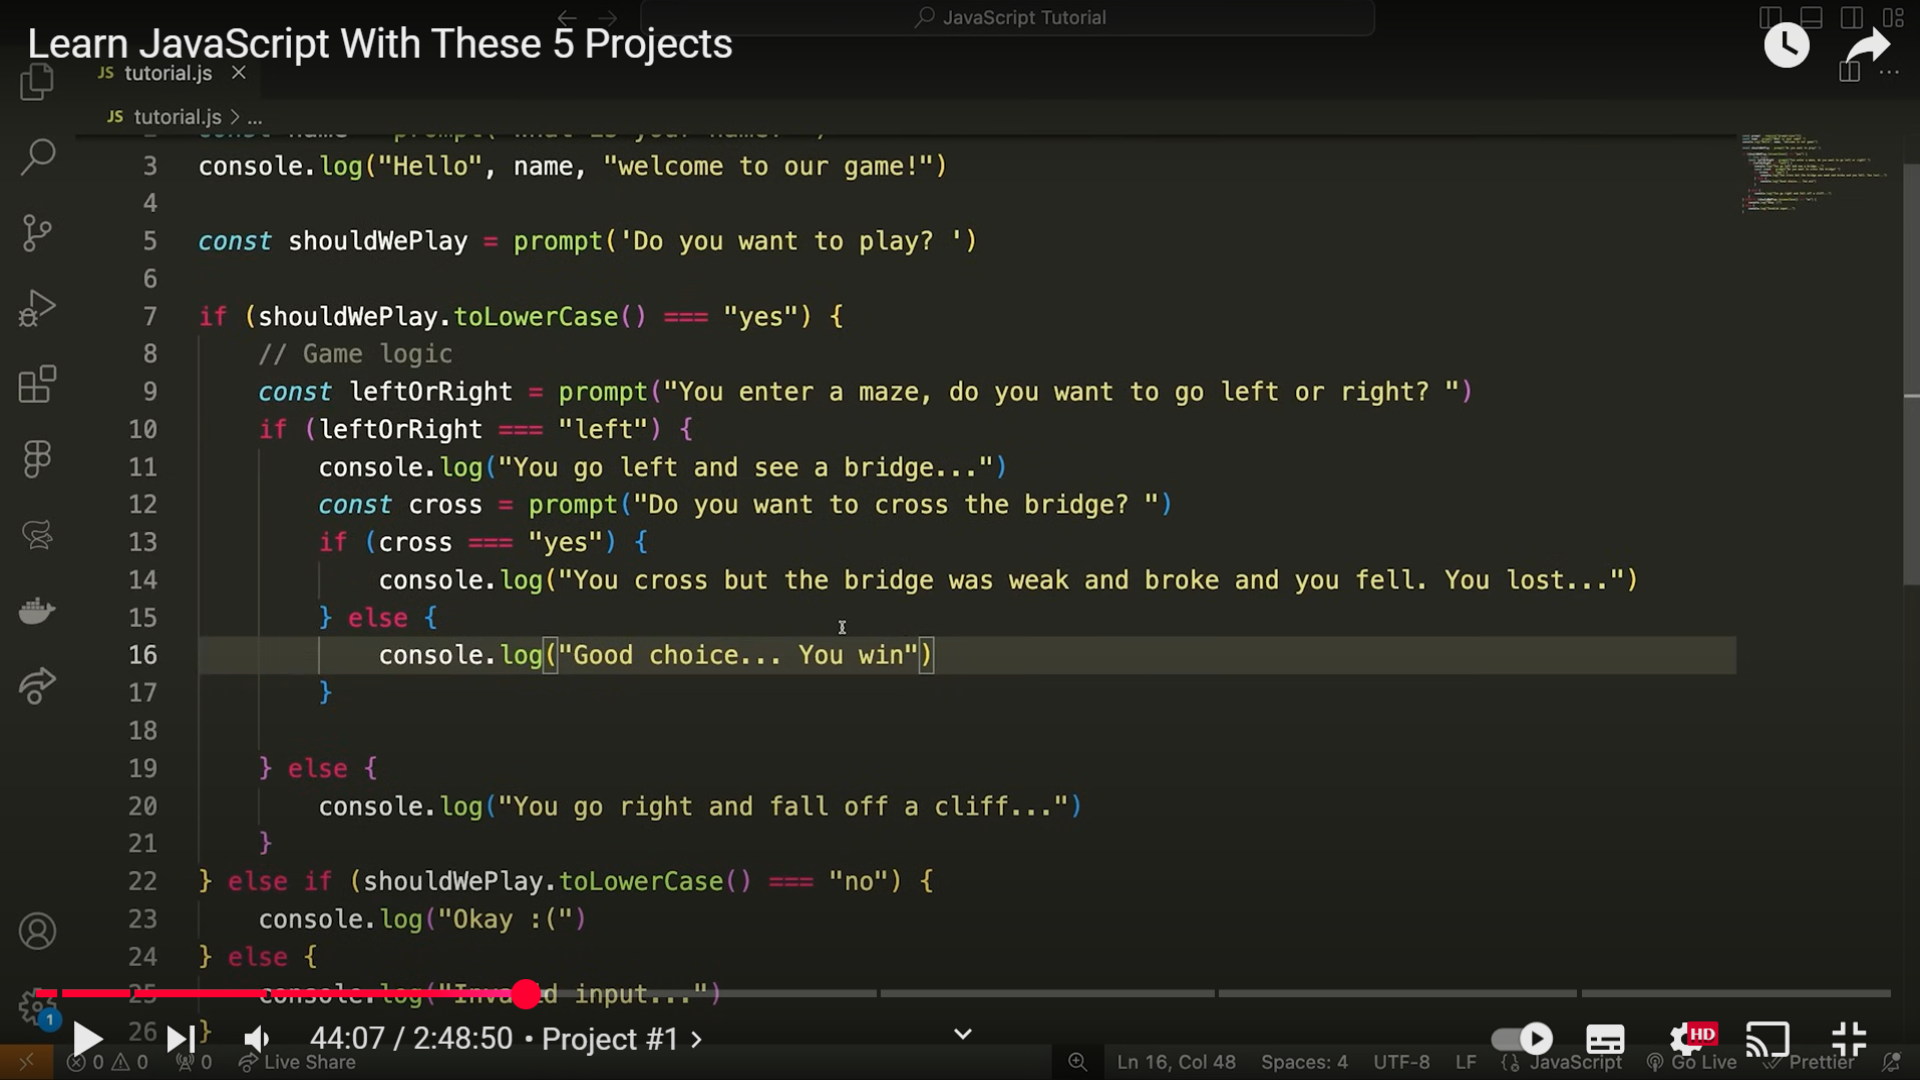 JavaScript Tutorial
Learn JavaScript With These 5 Projects
JS tutorial.js
JS tutorial.js > ...
3 console.log("Hello", name, "welcome to our game!")
4
5 const shouldWePlay = prompt('Do you want to play? ')
6
7 if (shouldWePlay.toLowerCase() === "yes") {
8 // Game logic
9 const leftOrRight = prompt("You enter a maze, do you want to go left or right? ")
10 if (leftOrRight === "left") {
11 console.log("You go left and see a bridge...")
12 const cross = prompt("Do you want to cross the bridge? ")
13 if (cross === "yes") {
14 console.log("You cross but the bridge was weak and broke and you fell. You lost...")
15 } else {
16 console.log("Good choice... You win")
17 }
18
19 } else {
20 console.log("You go right and fall off a cliff...")
21 }
22 } else if (shouldWePlay.toLowerCase() === "no") {
23 console.log("Okay :(")
24 } else {
25 console.log("Invalid input...")
26 }
1
44:07 / 2:48:50 • Project #1 >
HD
0 0 0 Live Share
Ln 16, Col 48 Spaces: 4 UTF-8 LF {} JavaScript Go Live Prettier